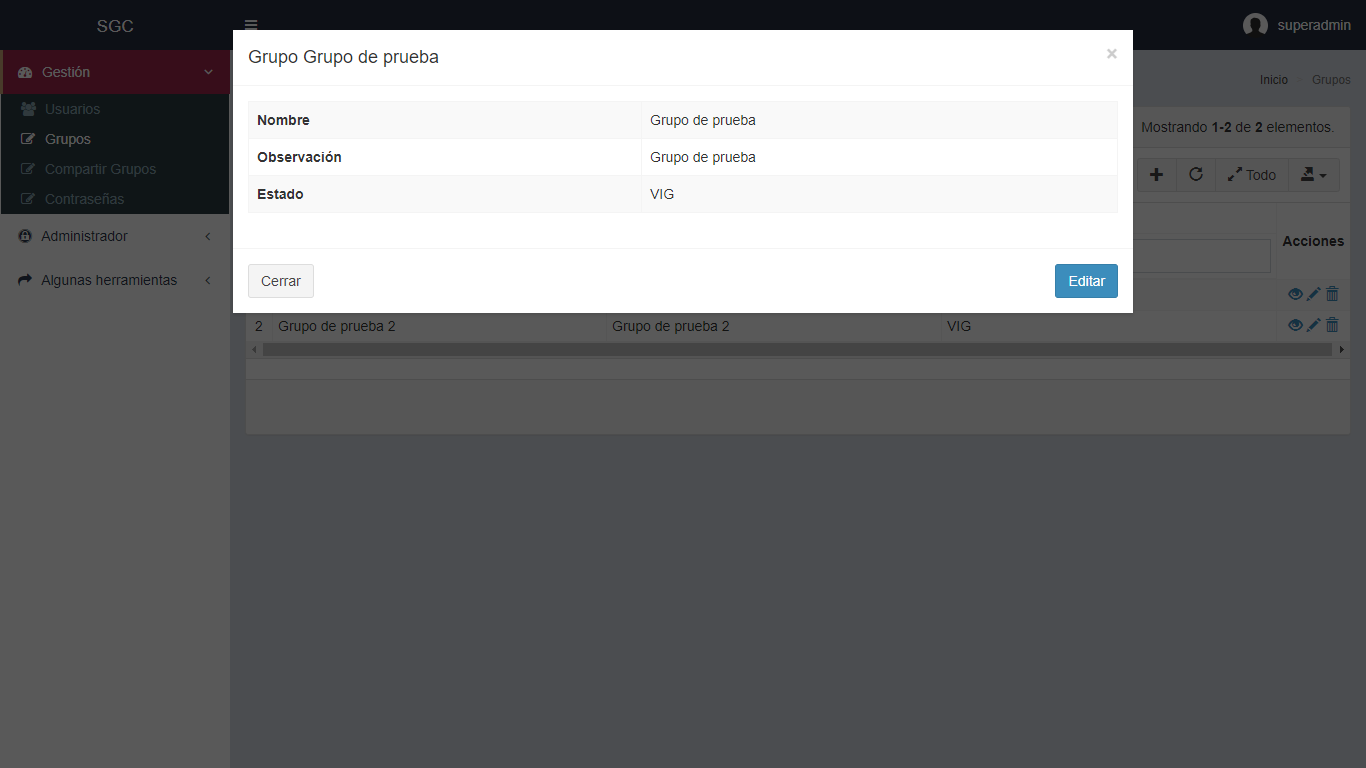 SGC
superadmin
Gestión
Usuarios
Grupos
Compartir Grupos
Contraseñas
Administrador
Algunas herramientas
Grupo Grupo de prueba
×
Nombre Grupo de prueba
Observación Grupo de prueba
Estado VIG
Cerrar Editar
Inicio Grupos
Mostrando 1-2 de 2 elementos.
Todo
Acciones
2 Grupo de prueba 2 Grupo de prueba 2 VIG